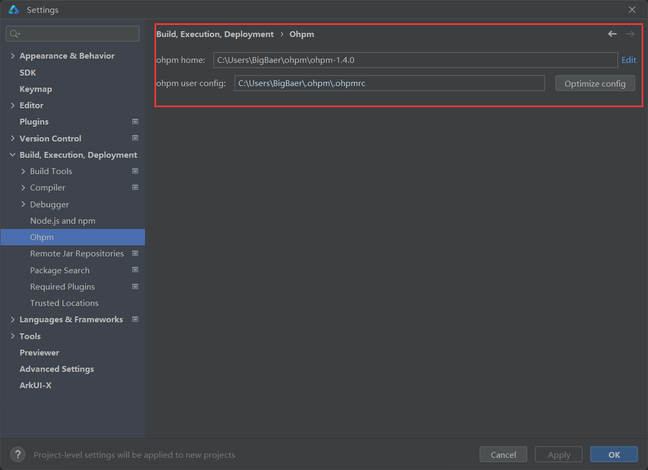 Settings
Build, Execution, Deployment › Ohpm
ohpm home: C:\Users\BigBaer\ohpm\ohpm-1.4.0 Edit
ohpm user config: C:\Users\BigBaer\.ohpm\.ohpmrc Optimize config
Appearance & Behavior
SDK
Keymap
Editor
Plugins
Version Control
Build, Execution, Deployment
Build Tools
Compiler
Debugger
Node.js and npm
Ohpm
Remote Jar Repositories
Package Search
Required Plugins
Trusted Locations
Languages & Frameworks
Tools
Previewer
Advanced Settings
ArkUI-X
? Project-level settings will be applied to new projects
Cancel Apply OK